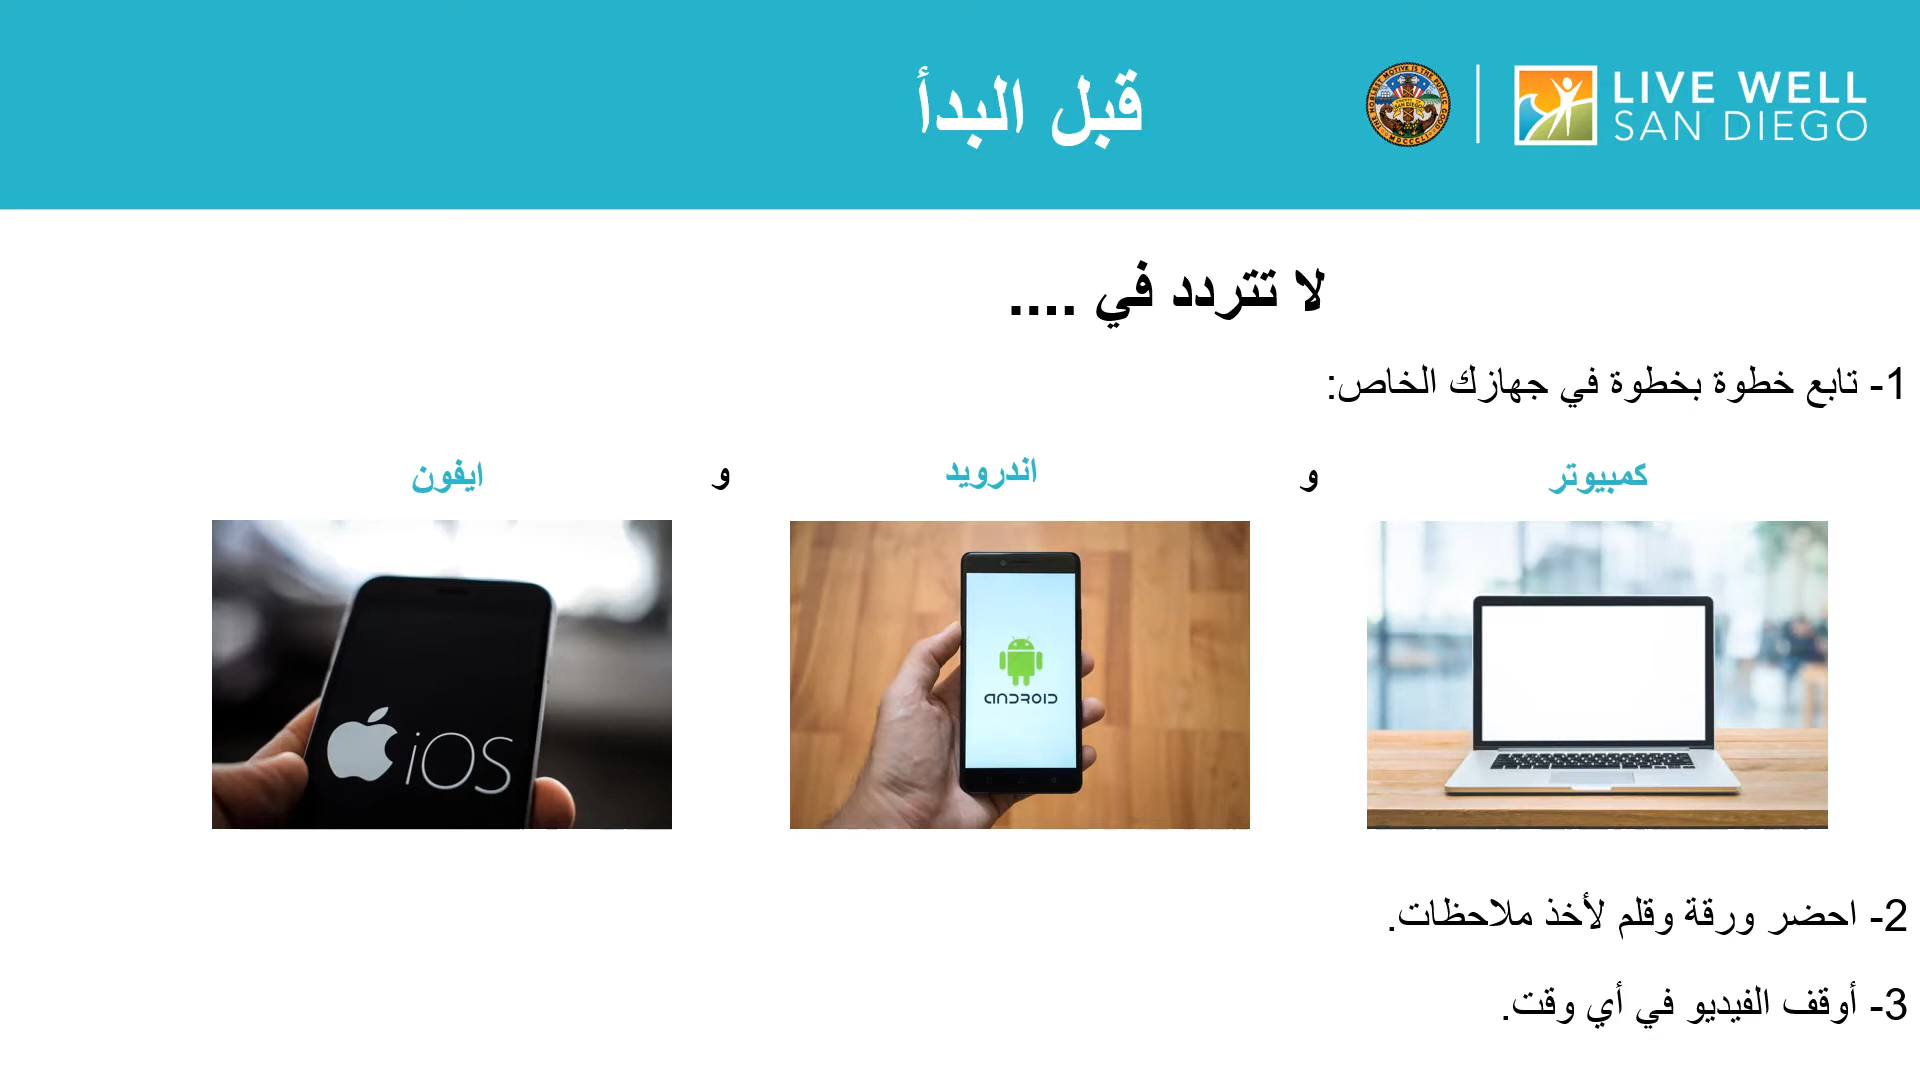 قبل البدأ
LIVE WELL
SAN DIEGO
لا تتردد في ....
1- تابع خطوة بخطوة في جهازك الخاص:
كمبيوتر و اندرويد و ايفون
iOS
ANDROID
2- احضر ورقة وقلم لأخذ ملاحظات.
3- أوقف الفيديو في أي وقت.